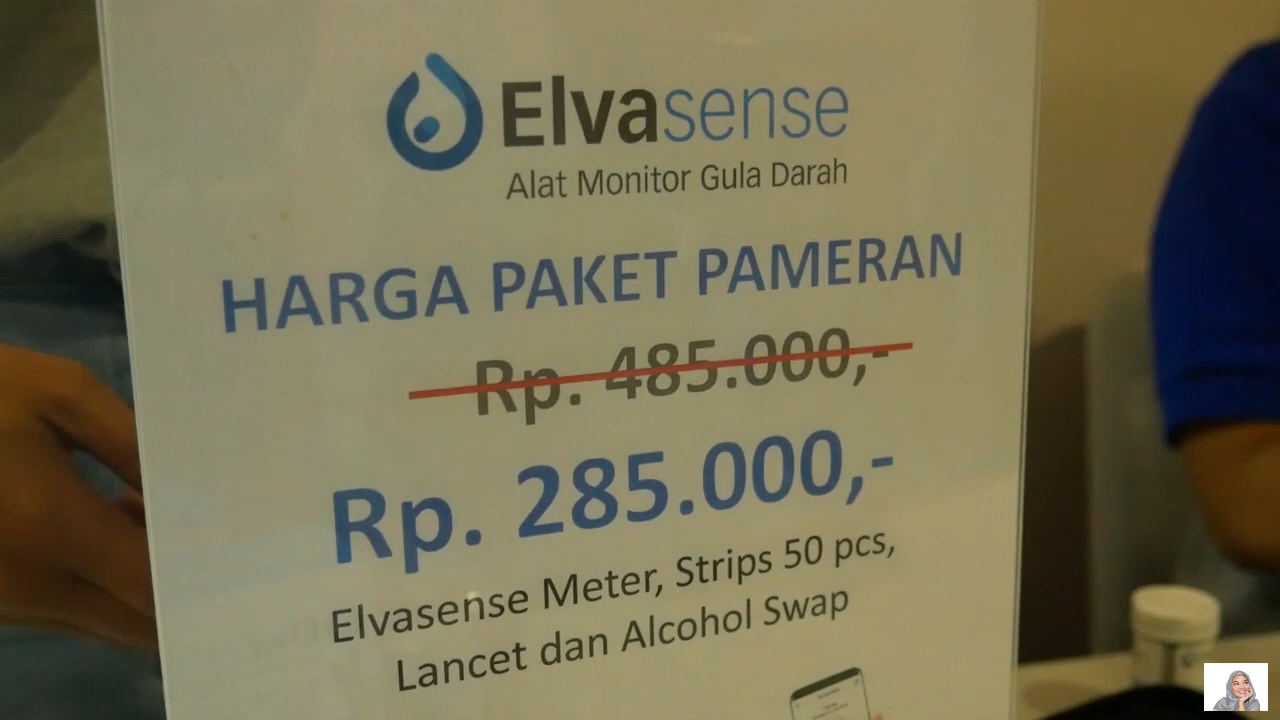 Elvasense
Alat Monitor Gula Darah
HARGA PAKET PAMERAN
Rp. 485.000,-
Rp. 285.000,-
Elvasense Meter, Strips 50 pcs,
Lancet dan Alcohol Swap